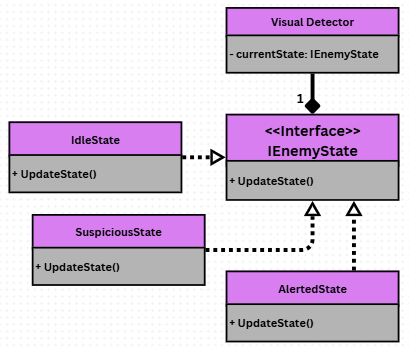 Visual Detector
- currentState: IEnemyState
1
<<Interface>>
IEnemyState
+ UpdateState()
IdleState
+ UpdateState()
SuspiciousState
+ UpdateState()
AlertedState
+ UpdateState()